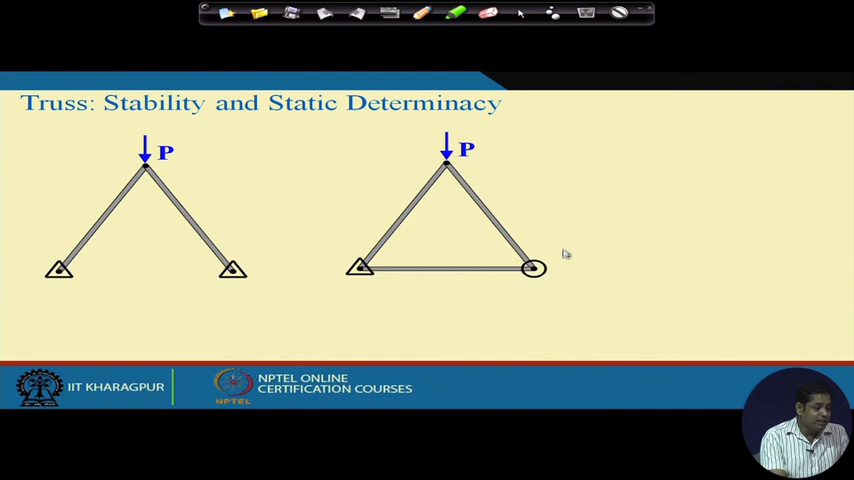 Truss: Stability and Static Determinacy
P
P
IIT KHARAGPUR
NPTEL
NPTEL ONLINE
CERTIFICATION COURSES